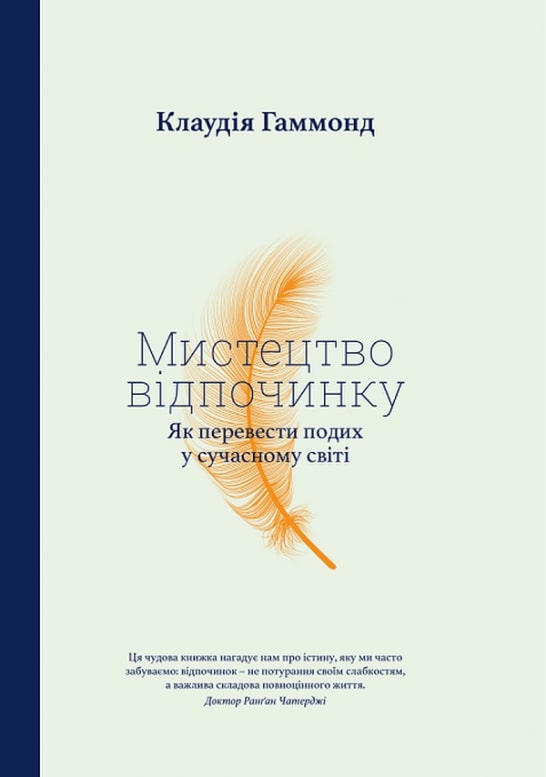 Клаудія Гаммонд
Мистецтво
відпочинку
Як перевести подих
у сучасному світі
Ця чудова книжка нагадує нам про істину, яку ми часто
забуваємо: відпочинок – не потурання своїм слабкостям,
а важлива складова повноцінного життя.
Доктор Ранґан Чатерджі